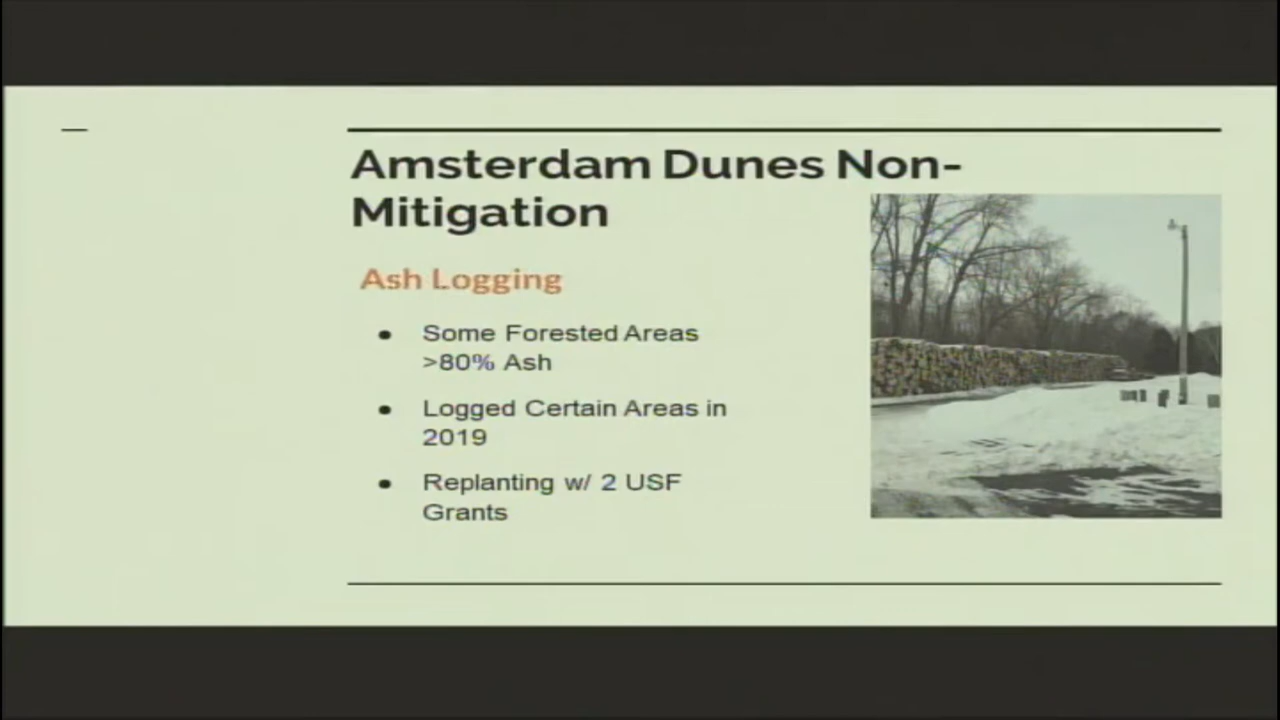 Amsterdam Dunes Non-
Mitigation
Ash Logging
● Some Forested Areas
>80% Ash
● Logged Certain Areas in
2019
● Replanting w/ 2 USF
Grants